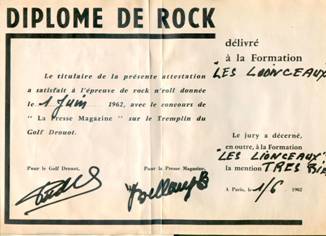 DIPLOME DE ROCK
Le titulaire de la présente attestation
a satisfait à l'épreuve de rock n'roll donnée
le 1 Juin 1962, avec le concours de
" La Presse Magazine " sur le Tremplin du
Golf Drouot.
Pour le Golf Drouot,
Pour la Presse Magazine,
délivré
à la Formation
"LES LIONCEAUX
Le jury a décerné,
en outre, à la Formation
"LES LIONCEAUX"
la mention TRES BIE
A Paris, le 1/6 1962